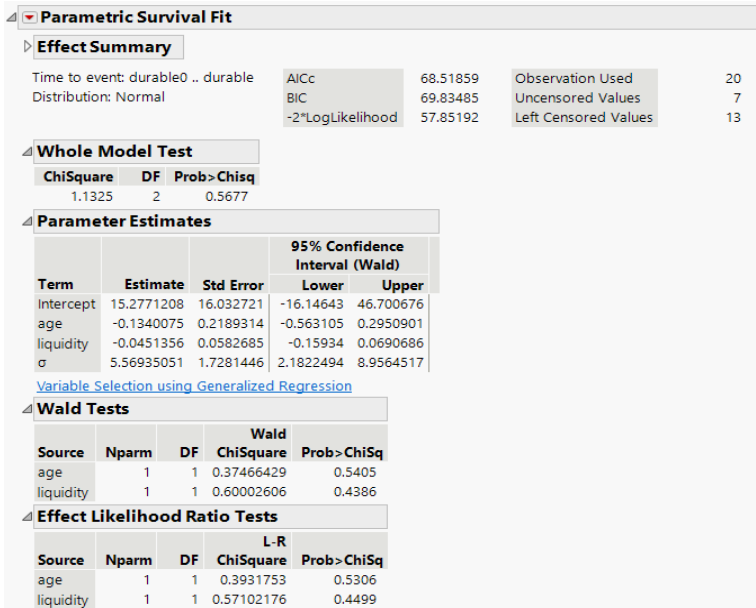 Parametric Survival Fit
Effect Summary
Time to event: durable0 .. durable
Distribution: Normal
AICc 68.51859
BIC 69.83485
-2*LogLikelihood 57.85192
Observation Used 20
Uncensored Values 7
Left Censored Values 13
Whole Model Test
ChiSquare DF Prob>Chisq
1.1325 2 0.5677
Parameter Estimates
95% Confidence
Interval (Wald)
Term Estimate Std Error Lower Upper
Intercept 15.2771208 16.032721 -16.14643 46.700676
age -0.1340075 0.2189314 -0.563105 0.2950901
liquidity -0.0451356 0.0582685 -0.15934 0.0690686
σ 5.56935051 1.7281446 2.1822494 8.9564517
Variable Selection using Generalized Regression
Wald Tests
Wald
Source Nparm DF ChiSquare Prob>ChiSq
age 1 1 0.37466429 0.5405
liquidity 1 1 0.60002606 0.4386
Effect Likelihood Ratio Tests
L-R
Source Nparm DF ChiSquare Prob>ChiSq
age 1 1 0.3931753 0.5306
liquidity 1 1 0.57102176 0.4499